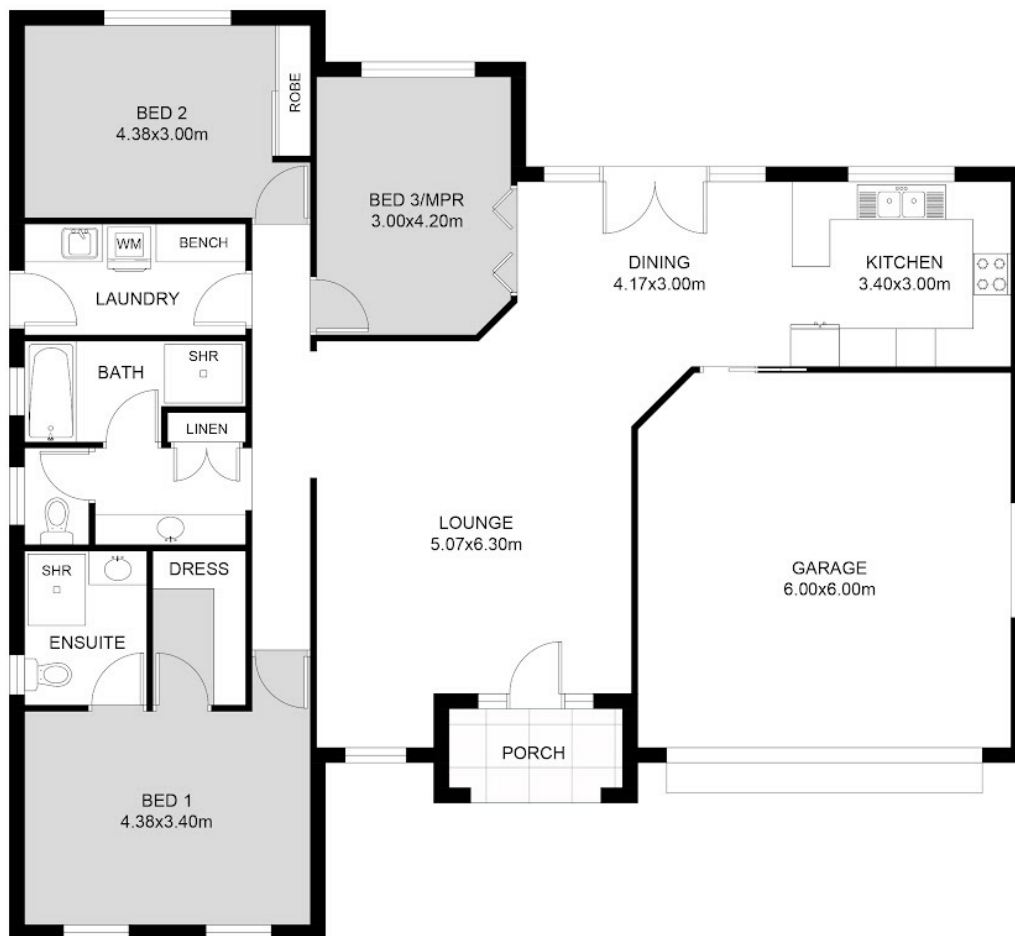 BED 2
4.38x3.00m
ROBE
BED 3/MPR
3.00x4.20m
WM
BENCH
LAUNDRY
DINING
4.17x3.00m
KITCHEN
3.40x3.00m
BATH
SHR
LINEN
LOUNGE
5.07x6.30m
SHR
DRESS
ENSUITE
GARAGE
6.00x6.00m
PORCH
BED 1
4.38x3.40m